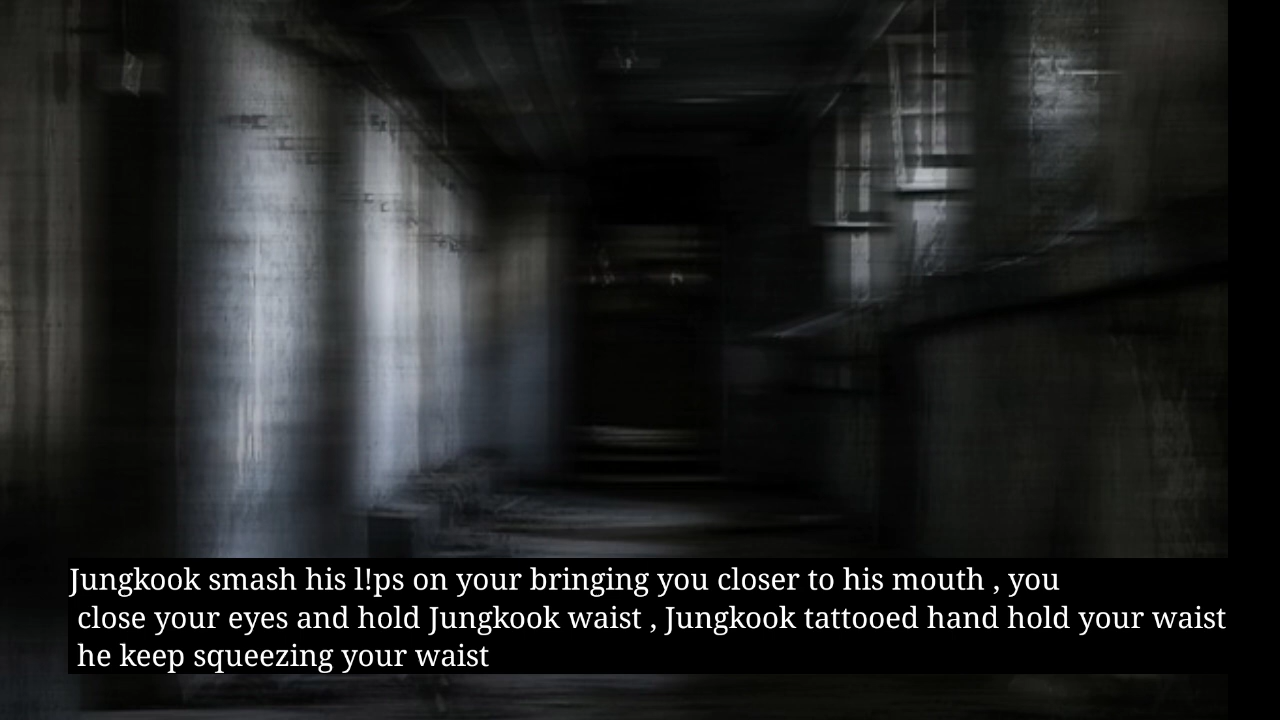 Jungkook smash his l!ps on your bringing you closer to his mouth , you
close your eyes and hold Jungkook waist , Jungkook tattooed hand hold your waist
he keep squeezing your waist